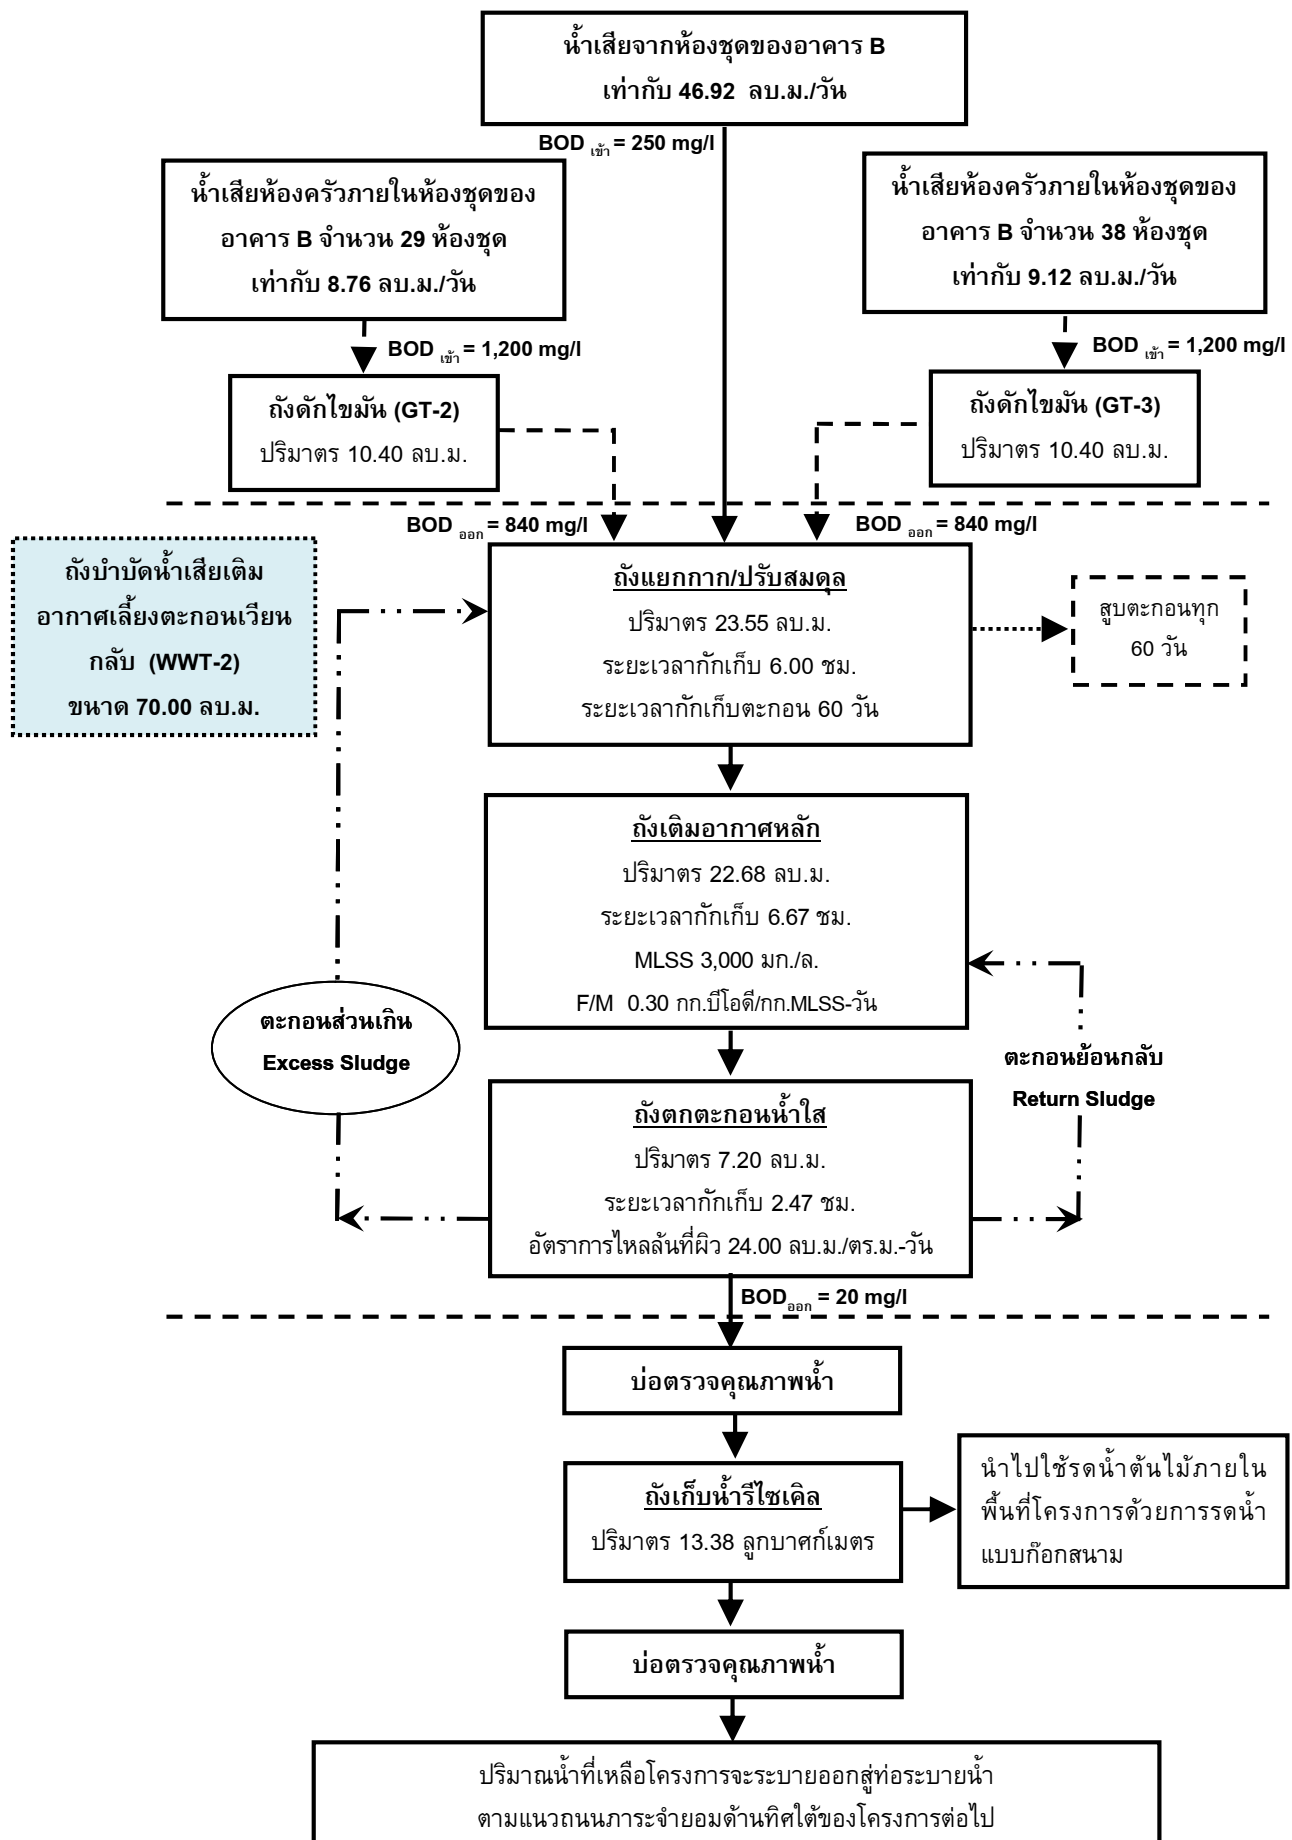 น้ำเสียจากห้องชุดของอาคาร B
เท่ากับ 46.92 ลบ.ม./วัน
BOD เข้า = 250 mg/l
น้ำเสียห้องครัวภายในห้องชุดของ
อาคาร B จำนวน 29 ห้องชุด
เท่ากับ 8.76 ลบ.ม./วัน
น้ำเสียห้องครัวภายในห้องชุดของ
อาคาร B จำนวน 38 ห้องชุด
เท่ากับ 9.12 ลบ.ม./วัน
BOD เข้า = 1,200 mg/l
BOD เข้า = 1,200 mg/l
ถังดักไขมัน (GT-2)
ปริมาตร 10.40 ลบ.ม.
ถังดักไขมัน (GT-3)
ปริมาตร 10.40 ลบ.ม.
BOD ออก = 840 mg/l
BOD ออก = 840 mg/l
ถังบำบัดน้ำเสียเติม
อากาศเลี้ยงตะกอนเวียน
กลับ (WWT-2)
ขนาด 70.00 ลบ.ม.
ถังแยกกาก/ปรับสมดุล
ปริมาตร 23.55 ลบ.ม.
ระยะเวลากักเก็บ 6.00 ชม.
ระยะเวลากักเก็บตะกอน 60 วัน
สูบตะกอนทุก
60 วัน
ถังเติมอากาศหลัก
ปริมาตร 22.68 ลบ.ม.
ระยะเวลากักเก็บ 6.67 ชม.
MLSS 3,000 มก./ล.
F/M 0.30 กก.บีโอดี/กก.MLSS-วัน
ตะกอนส่วนเกิน
Excess Sludge
ตะกอนย้อนกลับ
Return Sludge
ถังตกตะกอนน้ำใส
ปริมาตร 7.20 ลบ.ม.
ระยะเวลากักเก็บ 2.47 ชม.
อัตราการไหลล้นที่ผิว 24.00 ลบ.ม./ตร.ม.-วัน
BODออก = 20 mg/l
บ่อตรวจคุณภาพน้ำ
ถังเก็บน้ำรีไซเคิล
ปริมาตร 13.38 ลูกบาศก์เมตร
นำไปใช้รดน้ำต้นไม้ภายใน
พื้นที่โครงการด้วยการรดน้ำ
แบบก๊อกสนาม
บ่อตรวจคุณภาพน้ำ
ปริมาณน้ำที่เหลือโครงการจะระบายออกสู่ท่อระบายน้ำ
ตามแนวถนนภาระจำยอมด้านทิศใต้ของโครงการต่อไป